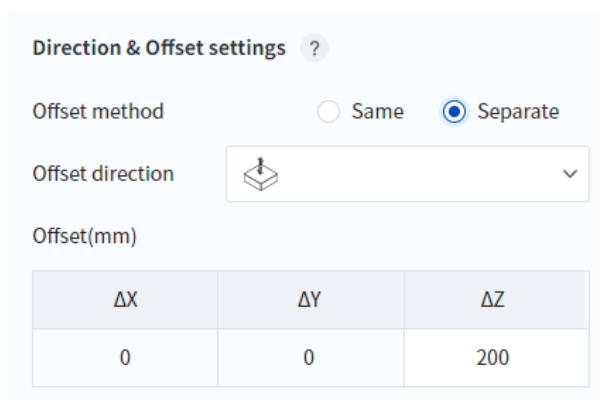 Direction & Offset settings ?
Offset method Same Separate
Offset direction
Offset(mm)
ΔX ΔY ΔZ
0 0 200